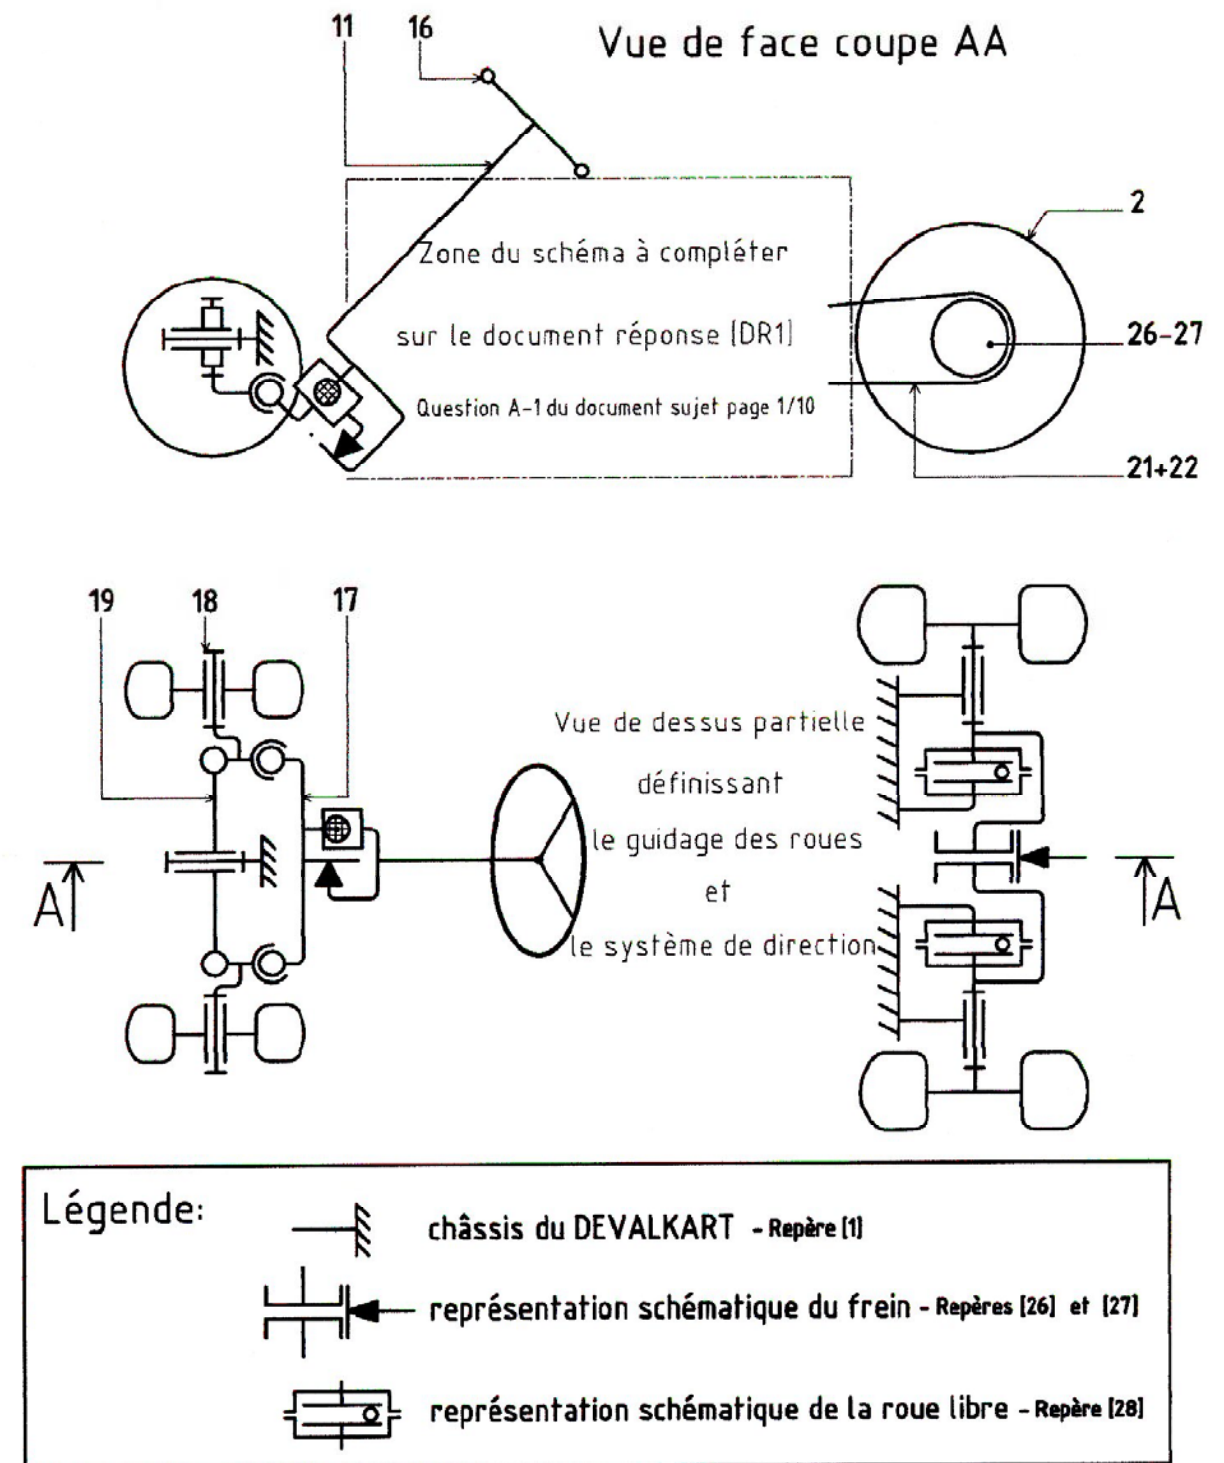 11
16
Vue de face coupe AA
2
Zone du schéma à compléter
sur le document réponse (DR1)
26-27
Question A-1 du document sujet page 1/10
21+22
19
18
17
Vue de dessus partielle
définissant
le guidage des roues
et
le système de direction
A
A
Légende:
châssis du DEVALKART - Repère [1]
représentation schématique du frein - Repères [26] et [27]
représentation schématique de la roue libre - Repère [28]